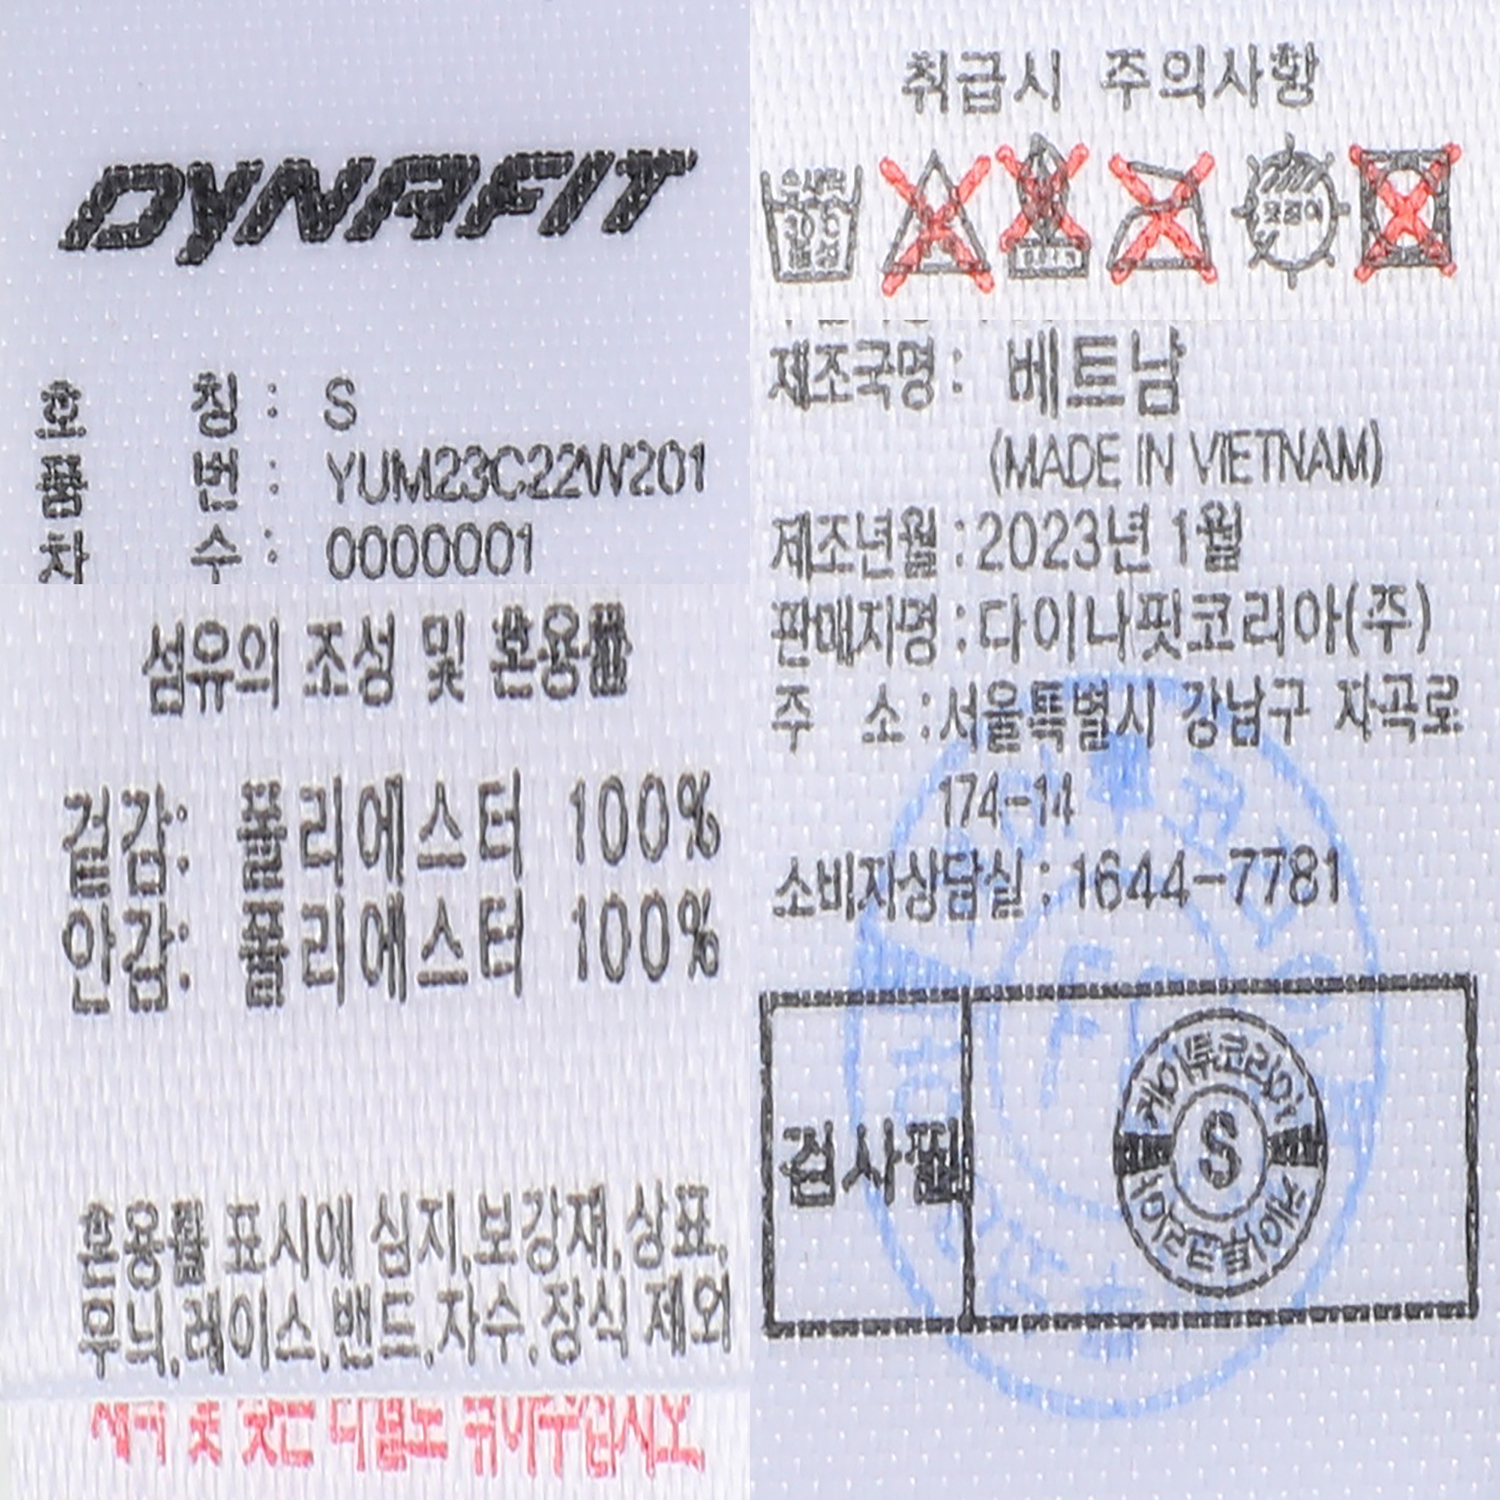 DYNAFIT
호 칭 : S
품 번 : YUM23C22W201
차 수 : 0000001
섬유의 조성 및 혼용률
겉감: 폴리에스터 100%
안감: 폴리에스터 100%
혼용률 표시에 심지,보강재,상표,
무늬,레이스,밴드,자수,장식 제외
취급시 주의사항
제조국명 : 베트남
(MADE IN VIETNAM)
제조년월 : 2023년 1월
판매자명 : 다이나핏코리아(주)
주 소 : 서울특별시 강남구 자곡로
174-14
소비자상담실 : 1644-7781
검사필
케이투코리아
S
케이투코리아